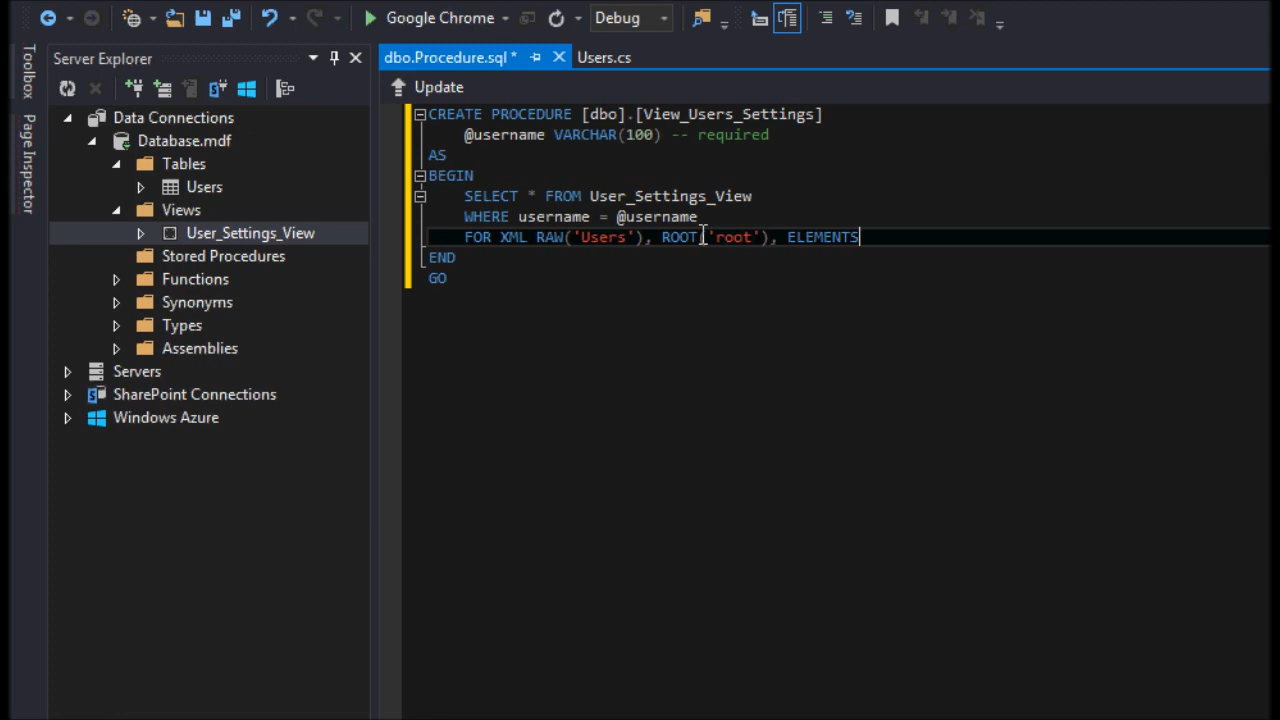 Google Chrome
Debug
Toolbox
Page Inspector
Server Explorer
Data Connections
Database.mdf
Tables
Users
Views
User_Settings_View
Stored Procedures
Functions
Synonyms
Types
Assemblies
Servers
SharePoint Connections
Windows Azure
dbo.Procedure.sql *
Users.cs
Update
CREATE PROCEDURE [dbo].[View_Users_Settings]
@username VARCHAR(100) -- required
AS
BEGIN
SELECT * FROM User_Settings_View
WHERE username = @username
FOR XML RAW('Users'), ROOT('root'), ELEMENTS
END
GO